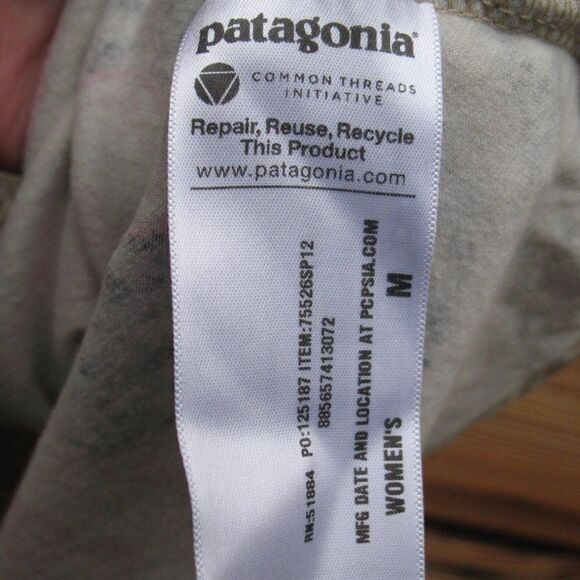 patagonia®
COMMON THREADS
INITIATIVE
Repair, Reuse, Recycle
This Product
www.patagonia.com
RN:51884 PO:125187 ITEM:75526SP12
885657413072
MFG DATE AND LOCATION AT PCPSIA.COM
WOMEN'S M